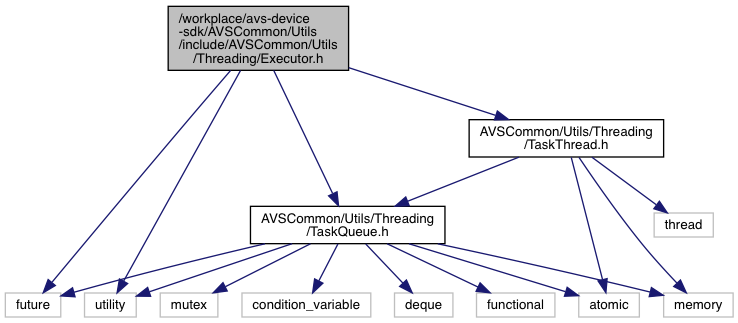 /workplace/avs-device
-sdk/AVSCommon/Utils
/include/AVSCommon/Utils
/Threading/Executor.h
AVSCommon/Utils/Threading
/TaskThread.h
AVSCommon/Utils/Threading
/TaskQueue.h
thread
future
utility
mutex
condition_variable
deque
functional
atomic
memory